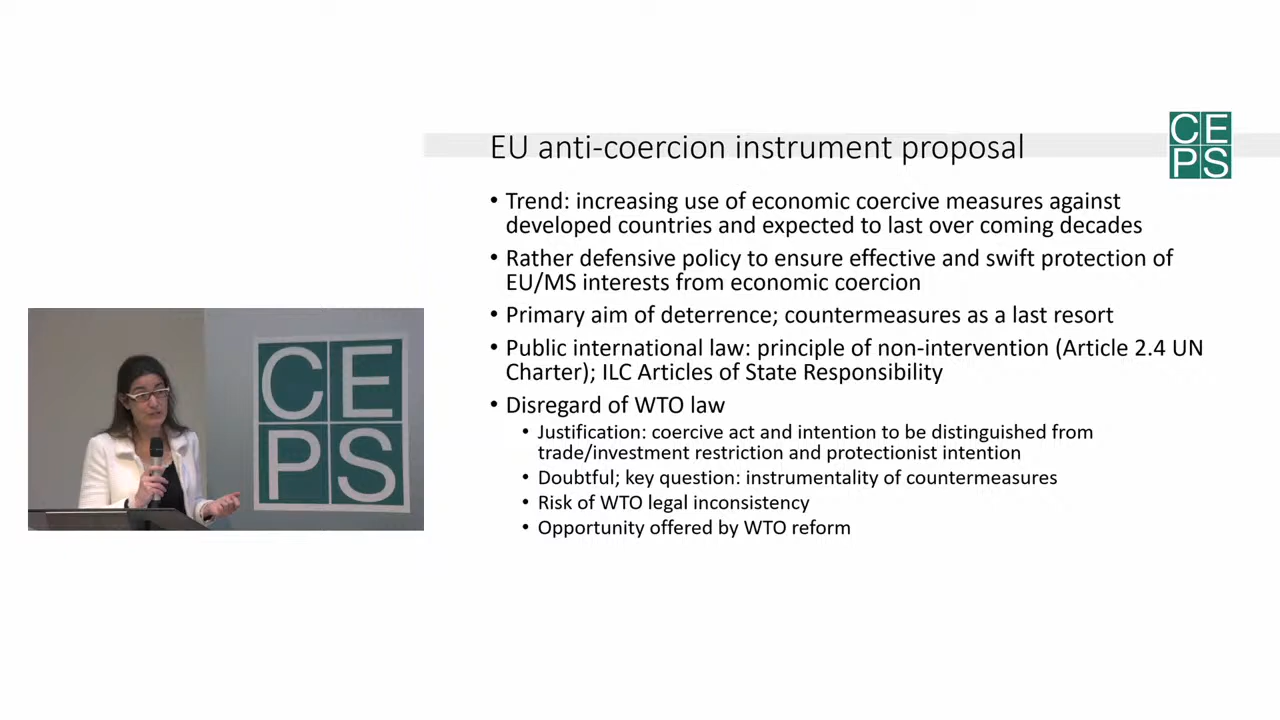 EU anti-coercion instrument proposal
CE
PS
• Trend: increasing use of economic coercive measures against
developed countries and expected to last over coming decades
• Rather defensive policy to ensure effective and swift protection of
EU/MS interests from economic coercion
• Primary aim of deterrence; countermeasures as a last resort
• Public international law: principle of non-intervention (Article 2.4 UN
Charter); ILC Articles of State Responsibility
• Disregard of WTO law
• Justification: coercive act and intention to be distinguished from
trade/investment restriction and protectionist intention
• Doubtful; key question: instrumentality of countermeasures
• Risk of WTO legal inconsistency
• Opportunity offered by WTO reform
CE
PS